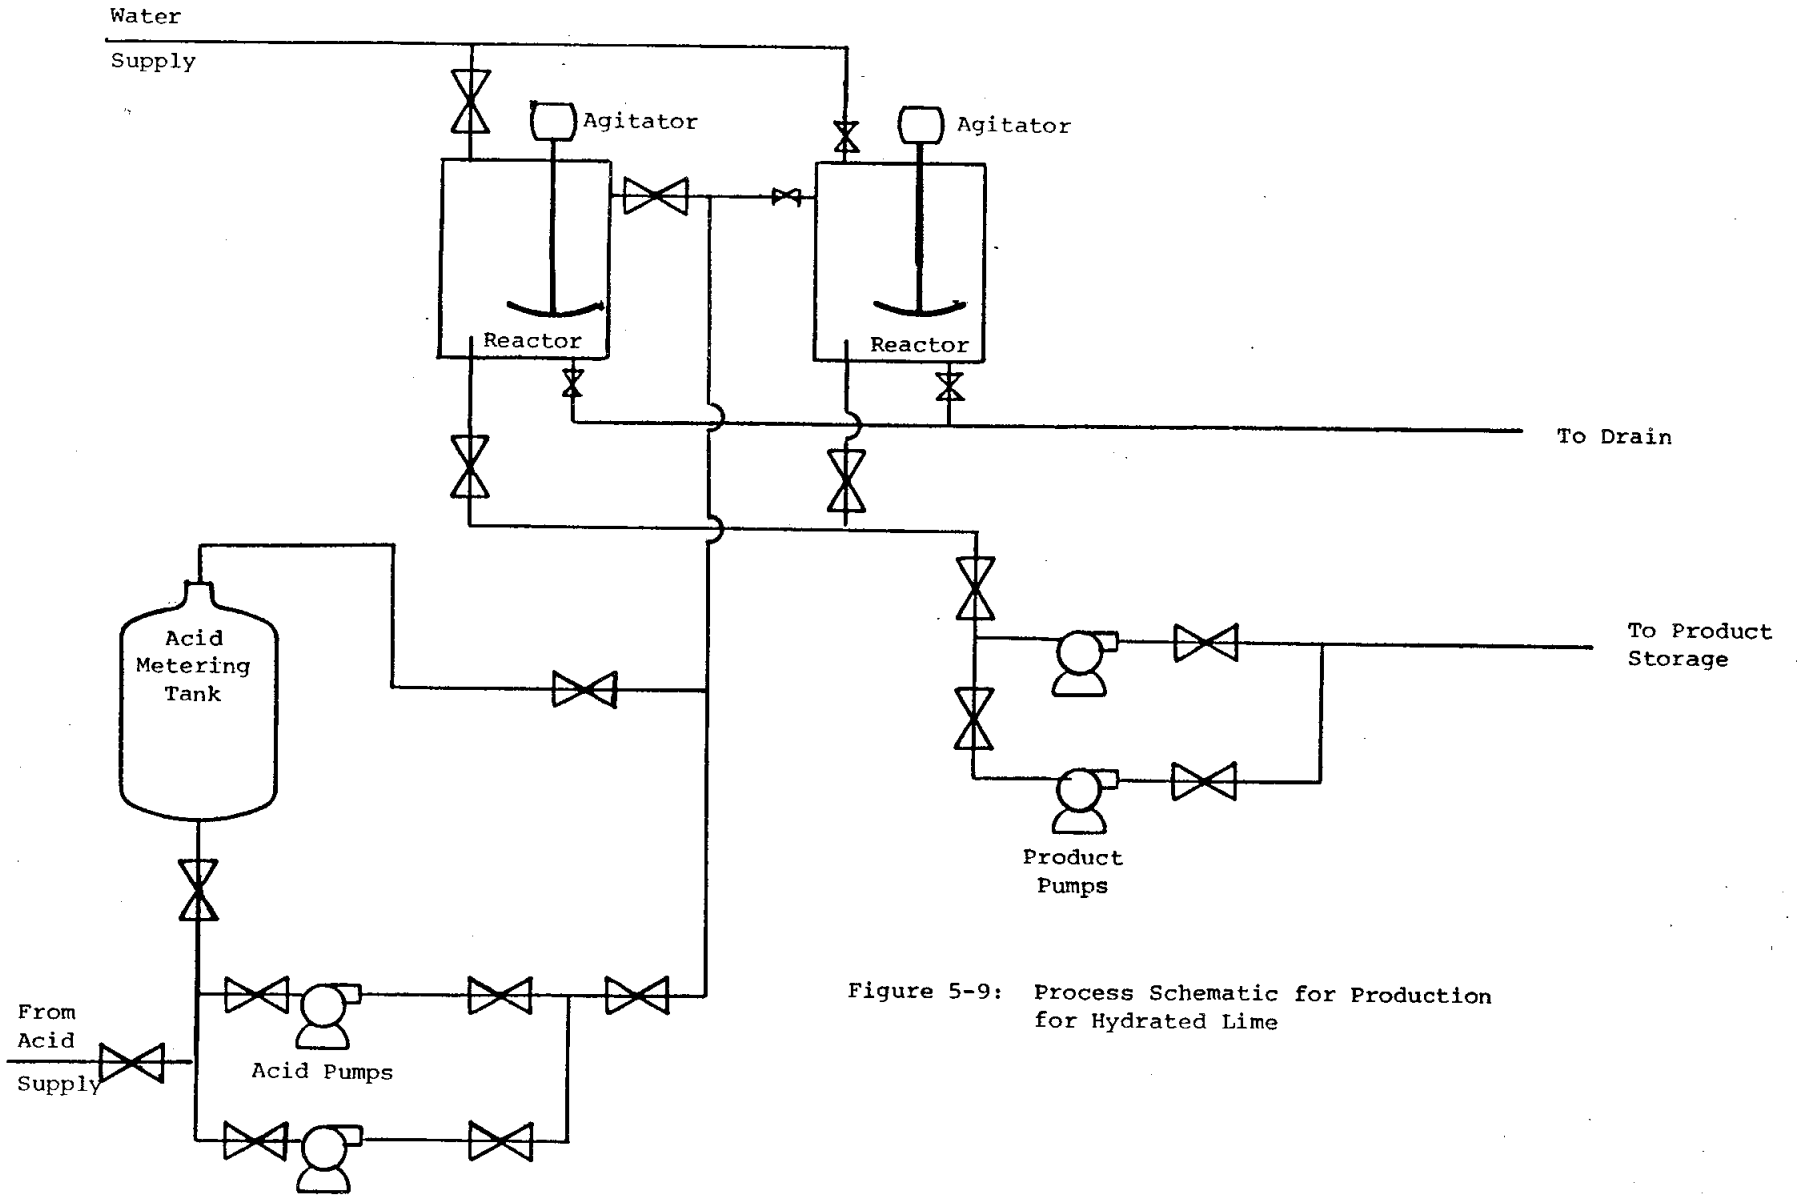 Water
Supply
Agitator
Agitator
Reactor
Reactor
To Drain
Acid
Metering
Tank
To Product
Storage
Product
Pumps
From
Acid
Supply
Acid Pumps
Figure 5-9: Process Schematic for Production
for Hydrated Lime